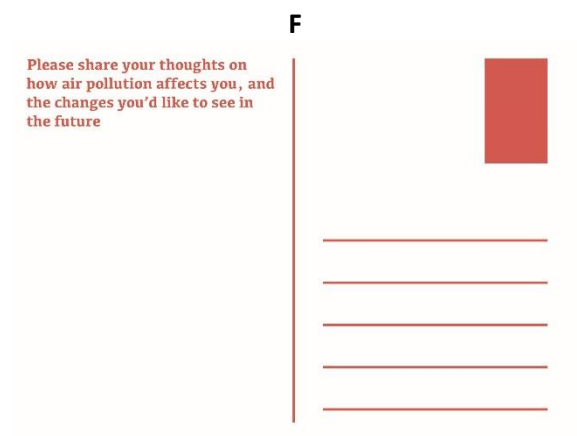 F
Please share your thoughts on
how air pollution affects you, and
the changes you’d like to see in
the future